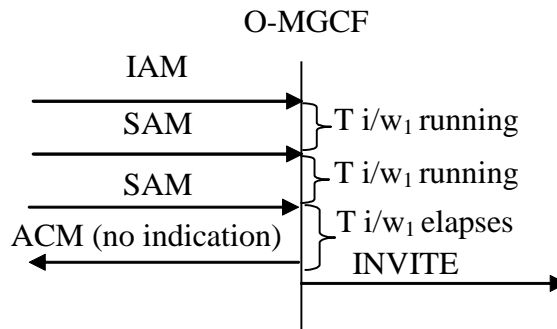 O-MGCF
IAM
SAM
T i/w1 running
SAM
T i/w1 running
ACM (no indication)
T i/w1 elapses
INVITE